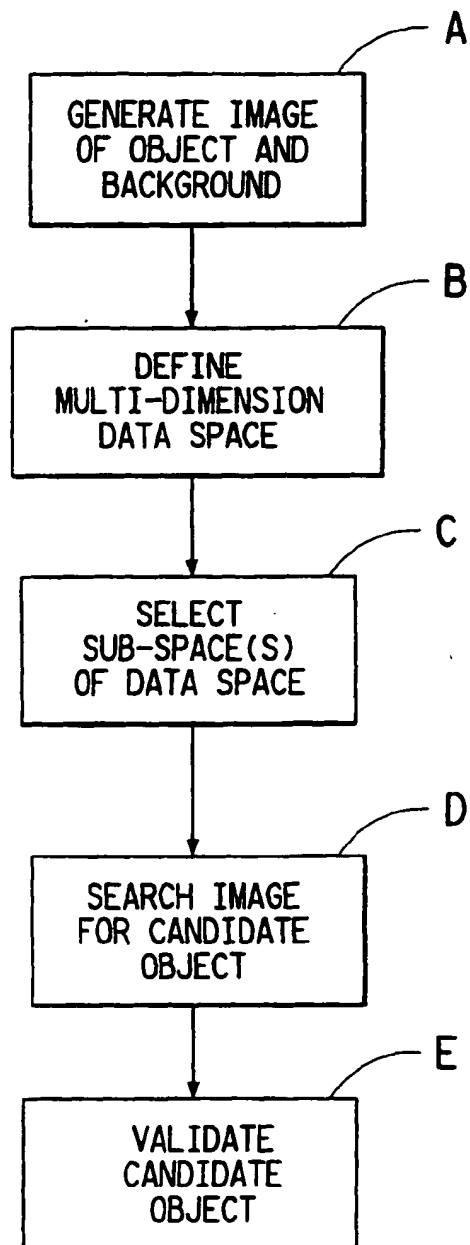 A
GENERATE IMAGE
OF OBJECT AND
BACKGROUND
B
DEFINE
MULTI-DIMENSION
DATA SPACE
C
SELECT
SUB-SPACE(S)
OF DATA SPACE
D
SEARCH IMAGE
FOR CANDIDATE
OBJECT
E
VALIDATE
CANDIDATE
OBJECT